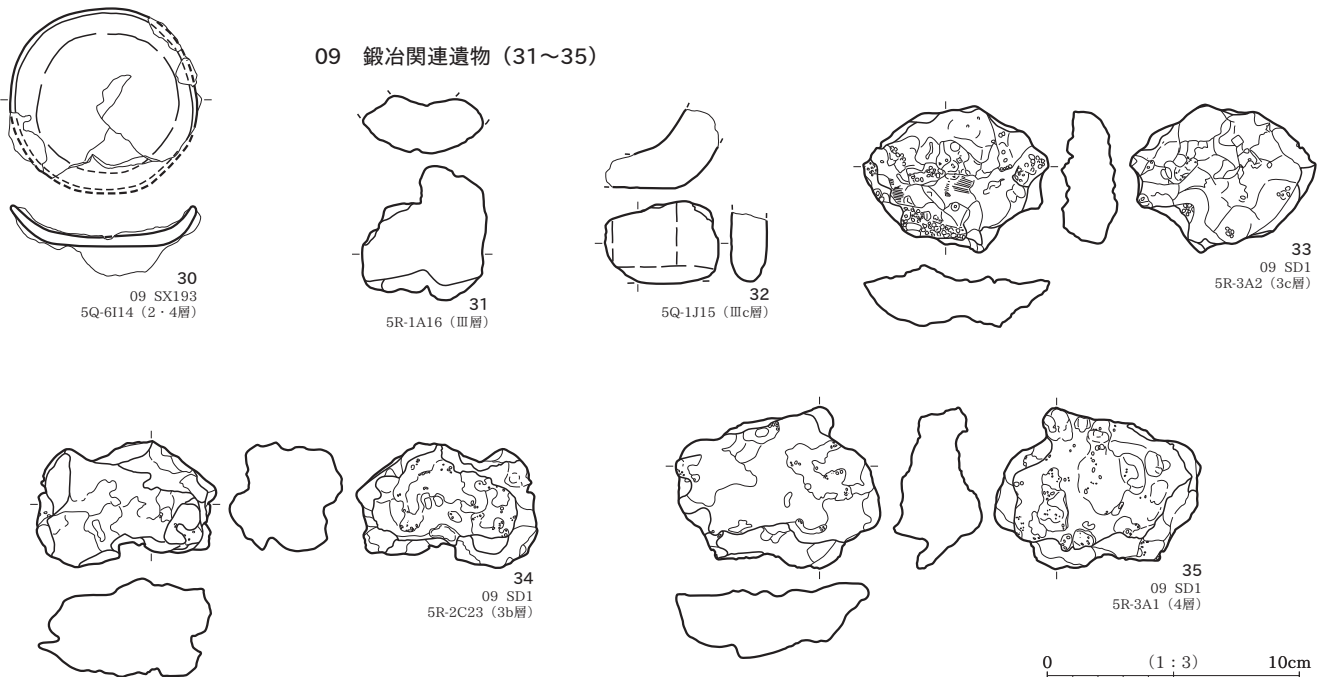 09　鍛冶関連遺物（31～35）
30
09 SX193
5Q-6I14（2・4層）
31
5R-1A16（Ⅲ層）
32
5Q-1J15（Ⅲc層）
33
09 SD1
5R-3A2（3c層）
34
09 SD1
5R-2C23（3b層）
35
09 SD1
5R-3A1（4層）
0　（1：3）　10cm